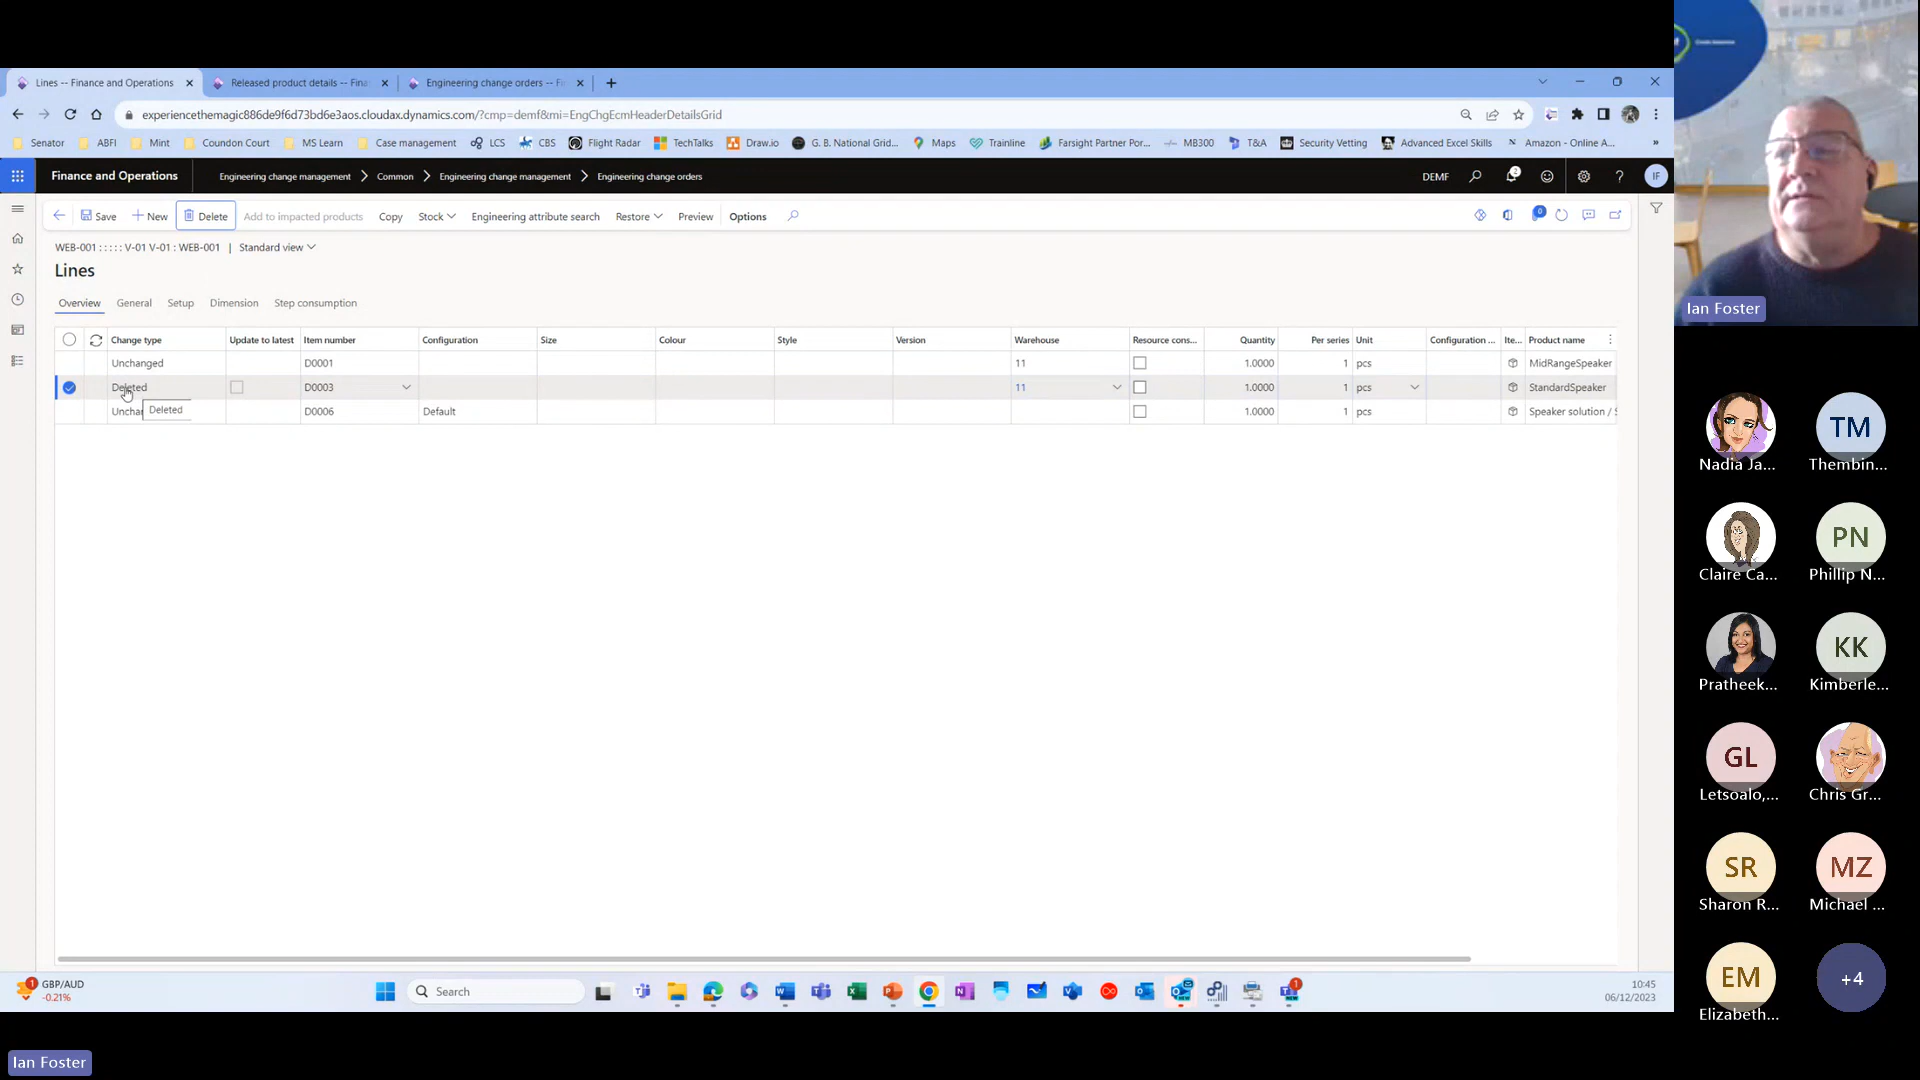 Lines -- Finance and Operations
Released product details -- Fina
Engineering change orders -- Fi
experiencethemagic886de9f6d73bd6e3aos.cloudax.dynamics.com/?cmp=demf&mi=EngChgEcmHeaderDetailsGrid
Senator ABFI Mint Coundon Court MS Learn Case management LCS CBS Flight Radar TechTalks Draw.io G. B. National Grid... Maps Trainline Farsight Partner Por... MB300 T&A Security Vetting Advanced Excel Skills Amazon - Online A... »
Finance and Operations Engineering change management Common Engineering change management Engineering change orders DEMF 2 ? IF
Save New Delete Add to impacted products Copy Stock Engineering attribute search Restore Preview Options 0
WEB-001 : : : : : V-01 V-01 : WEB-001 | Standard view
Lines
Overview General Setup Dimension Step consumption
Change type Update to latest Item number Configuration Size Colour Style Version Warehouse Resource cons... Quantity Per series Unit Configuration ... Ite... Product name
Unchanged D0001 11 1.0000 1 pcs MidRangeSpeaker
Deleted D0003 11 1.0000 1 pcs StandardSpeaker
Deleted
Unchar D0006 Default 1.0000 1 pcs Speaker solution /
1
GBP/AUD
-0.21%
Search
NEW
1
NEW
10:45
06/12/2023
Ian Foster
Ian Foster
Nadia Ja...
TM
Thembin...
Claire Ca...
PN
Phillip N...
Pratheek...
KK
Kimberle...
GL
Letsoalo,...
Chris Gr...
SR
Sharon R...
MZ
Michael ...
EM
Elizabeth...
+4